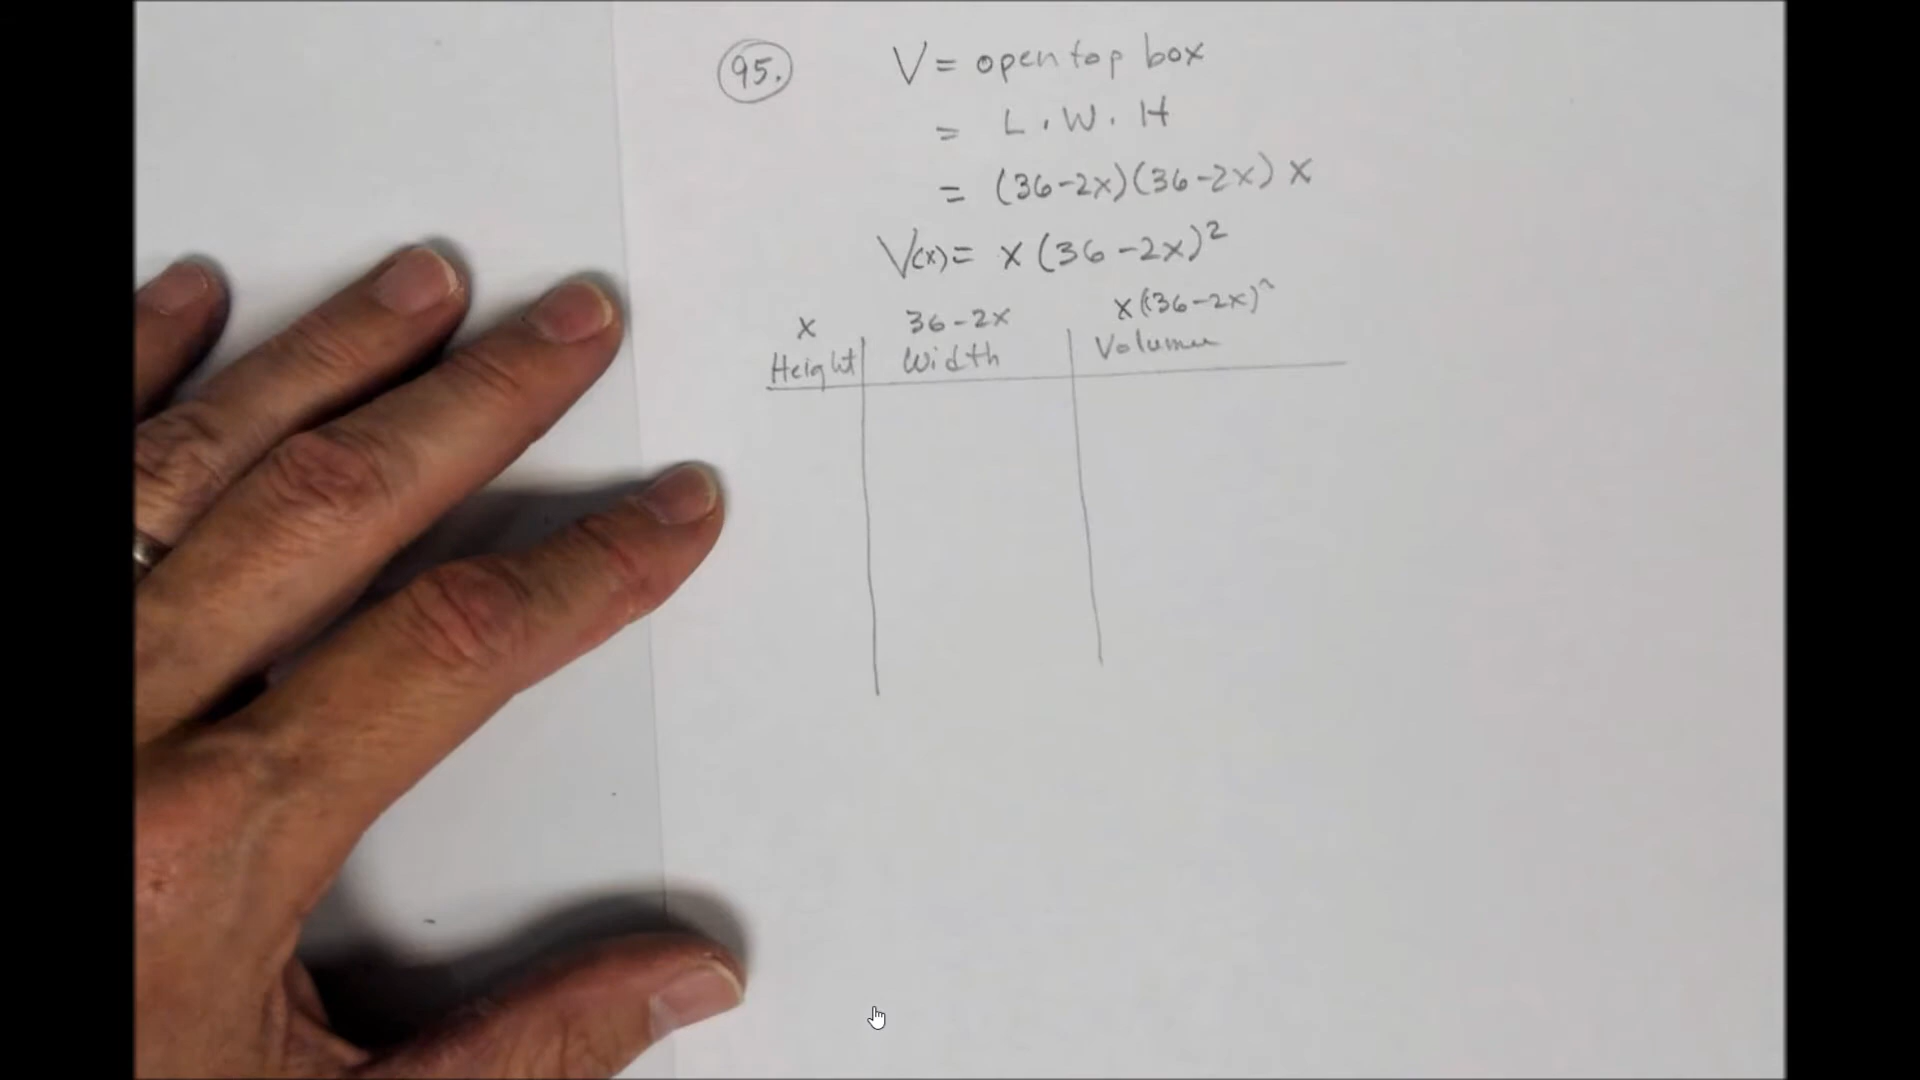 95.
V = open top box
= L . W . H
= (36-2x)(36-2x) x
V(x) = x (36-2x)²
x 36-2x x(36-2x)^
Height Width Volume